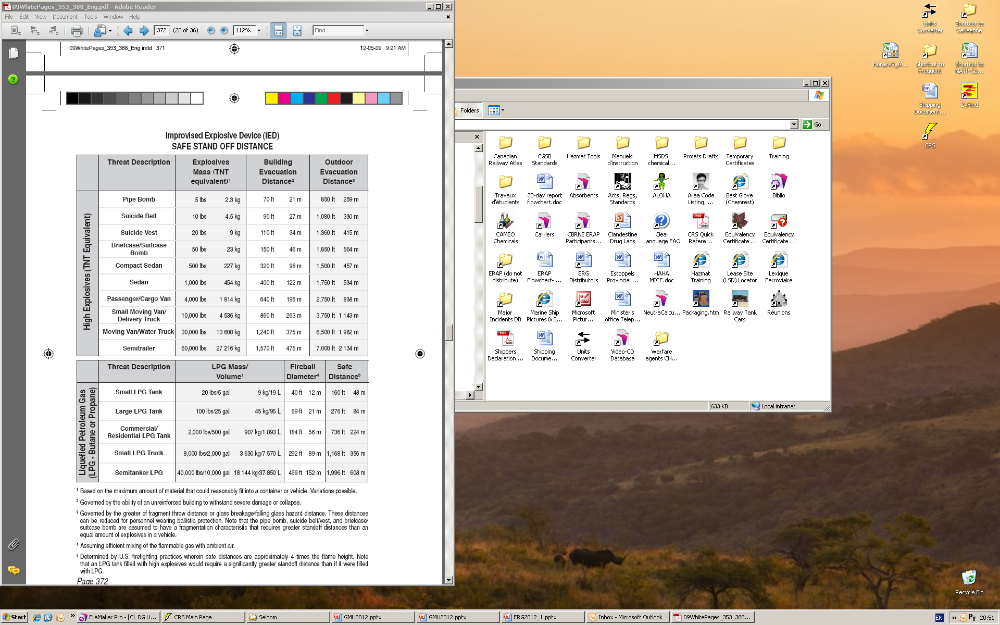 09WhitePages_353_388_Eng.pdf - Adobe Reader
File Edit View Document Tools Window Help
372 (20 of 36) 112% Find
09WhitePages_353_388_Eng.indd 371 12-05-09 9:21 AM
Improvised Explosive Device (IED)
SAFE STAND OFF DISTANCE
Threat Description Explosives Mass (TNT equivalent)¹ Building Evacuation Distance² Outdoor Evacuation Distance³
High Explosives (TNT Equivalent)
Pipe Bomb 5 lbs 2.3 kg 70 ft 21 m 850 ft 259 m
Suicide Belt 10 lbs 4.5 kg 90 ft 27 m 1,080 ft 330 m
Suicide Vest 20 lbs 9 kg 110 ft 34 m 1,360 ft 415 m
Briefcase/Suitcase Bomb 50 lbs 23 kg 150 ft 46 m 1,850 ft 564 m
Compact Sedan 500 lbs 227 kg 320 ft 98 m 1,500 ft 457 m
Sedan 1,000 lbs 454 kg 400 ft 122 m 1,750 ft 534 m
Passenger/Cargo Van 4,000 lbs 1 814 kg 640 ft 195 m 2,750 ft 838 m
Small Moving Van/ Delivery Truck 10,000 lbs 4 536 kg 860 ft 263 m 3,750 ft 1 143 m
Moving Van/Water Truck 30,000 lbs 13 608 kg 1,240 ft 375 m 6,500 ft 1 982 m
Semitrailer 60,000 lbs 27 216 kg 1,570 ft 475 m 7,000 ft 2 134 m
Threat Description LPG Mass/ Volume¹ Fireball Diameter⁴ Safe Distance⁵
Liquefied Petroleum Gas
(LPG - Butane or Propane)
Small LPG Tank 20 lbs/5 gal 9 kg/19 L 40 ft 12 m 160 ft 48 m
Large LPG Tank 100 lbs/25 gal 45 kg/95 L 69 ft 21 m 276 ft 84 m
Commercial/ Residential LPG Tank 2,000 lbs/500 gal 907 kg/1 893 L 184 ft 56 m 736 ft 224 m
Small LPG Truck 8,000 lbs/2,000 gal 3 630 kg/7 570 L 292 ft 89 m 1,168 ft 356 m
Semitanker LPG 40,000 lbs/10,000 gal 18 144 kg/37 850 L 499 ft 152 m 1,996 ft 608 m
¹ Based on the maximum amount of material that could reasonably fit into a container or vehicle. Variations possible.
² Governed by the ability of an unreinforced building to withstand severe damage or collapse.
³ Governed by the greater of fragment throw distance or glass breakage/falling glass hazard distance. These distances
can be reduced for personnel wearing ballistic protection. Note that the pipe bomb, suicide belt/vest, and briefcase/
suitcase bomb are assumed to have a fragmentation characteristic that requires greater standoff distances than an
equal amount of explosives in a vehicle.
⁴ Assuming efficient mixing of the flammable gas with ambient air.
⁵ Determined by U.S. firefighting practices wherein safe distances are approximately 4 times the flame height. Note
that an LPG tank filled with high explosives would require a significantly greater standoff distance than if it were filled
with LPG.
Page 372
Folders
Go
Canadian Railway Atlas
CGSB Standards
Hazmat Tools
Manuels d'instruction
MSDS, chemical...
Projets Drafts
Temporary Certificates
Training
Travaux d'étudiants
30-day report flowchart.doc
Absorbents
Acts, Regs, Standards
ALOHA
Area Code Listing, ...
Best Glove (Chemrest)
Biblio
CAMEO Chemicals
Carriers
CBRNE ERAP Participants...
Clandestine Drug Labs
Clear Language FAQ
CRS Quick Refere...
Equivalency Certificate ...
Equivalency Certificate ...
ERAP (do not distribute)
ERAP Flowchart- ...
ERG Distributors
Estoppels Provincial ...
HAHA MICE.doc
Hazmat Training
Lease Site (LSD) Locator
Lexique Ferroviaire
Major Incidents DB
Marine Ship Pictures & S...
Microsoft Pictur...
Minister's office Telep...
NeutraCalcu...
Packaging.htm
Railway Tank Cars
Réunions
Shippers Declaration ...
Shipping Docume...
Units Converter
Video-CD Database
Warfare agents CH...
633 KB Local intranet
Units Converter
Shortcut to Carleanne
Horaire9_A...
Shortcut to Frequent
Shortcut to NATP Ca...
Shipping Document...
ZyFind
CRS
Recycle Bin
Start FileMaker Pro - [CL DG Li... CRS Main Page Seldom GMU2012.pptx GMU2012.pptx ERG2012_1.pptx Inbox - Microsoft Outlook 09WhitePages_353_388... EN 20:51